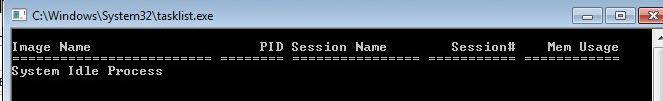 C:\Windows\System32\tasklist.exe
Image Name                     PID Session Name        Session#    Mem Usage
========================= ======== ================ =========== ============
System Idle Process